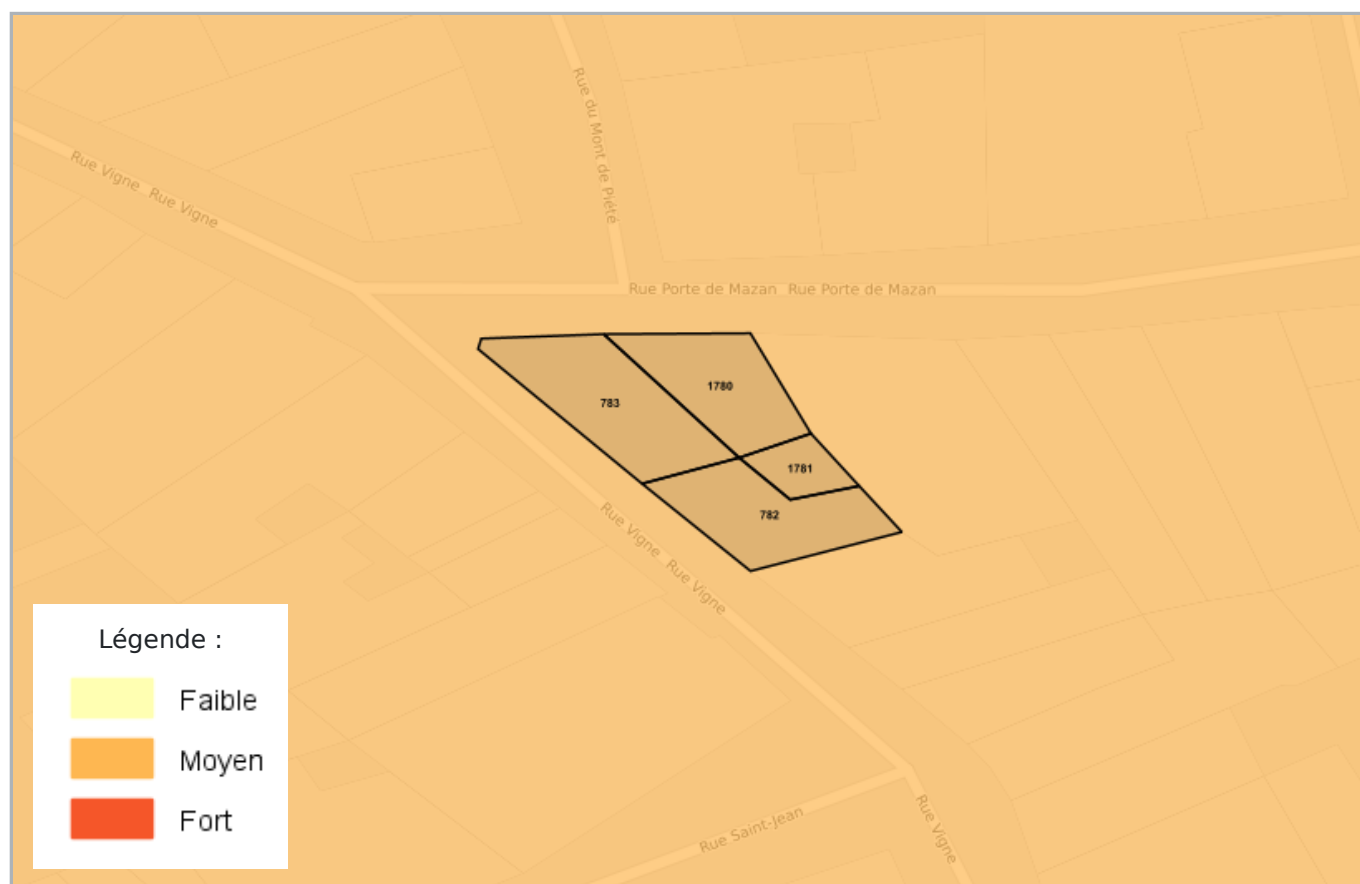 Rue du Mont de Piété
Rue Vigne Rue Vigne
Rue Porte de Mazan Rue Porte de Mazan
1780
783
1781
782
Rue Vigne Rue Vigne
Légende :
Faible
Moyen
Fort
Rue Saint-Jean
Rue Vigne